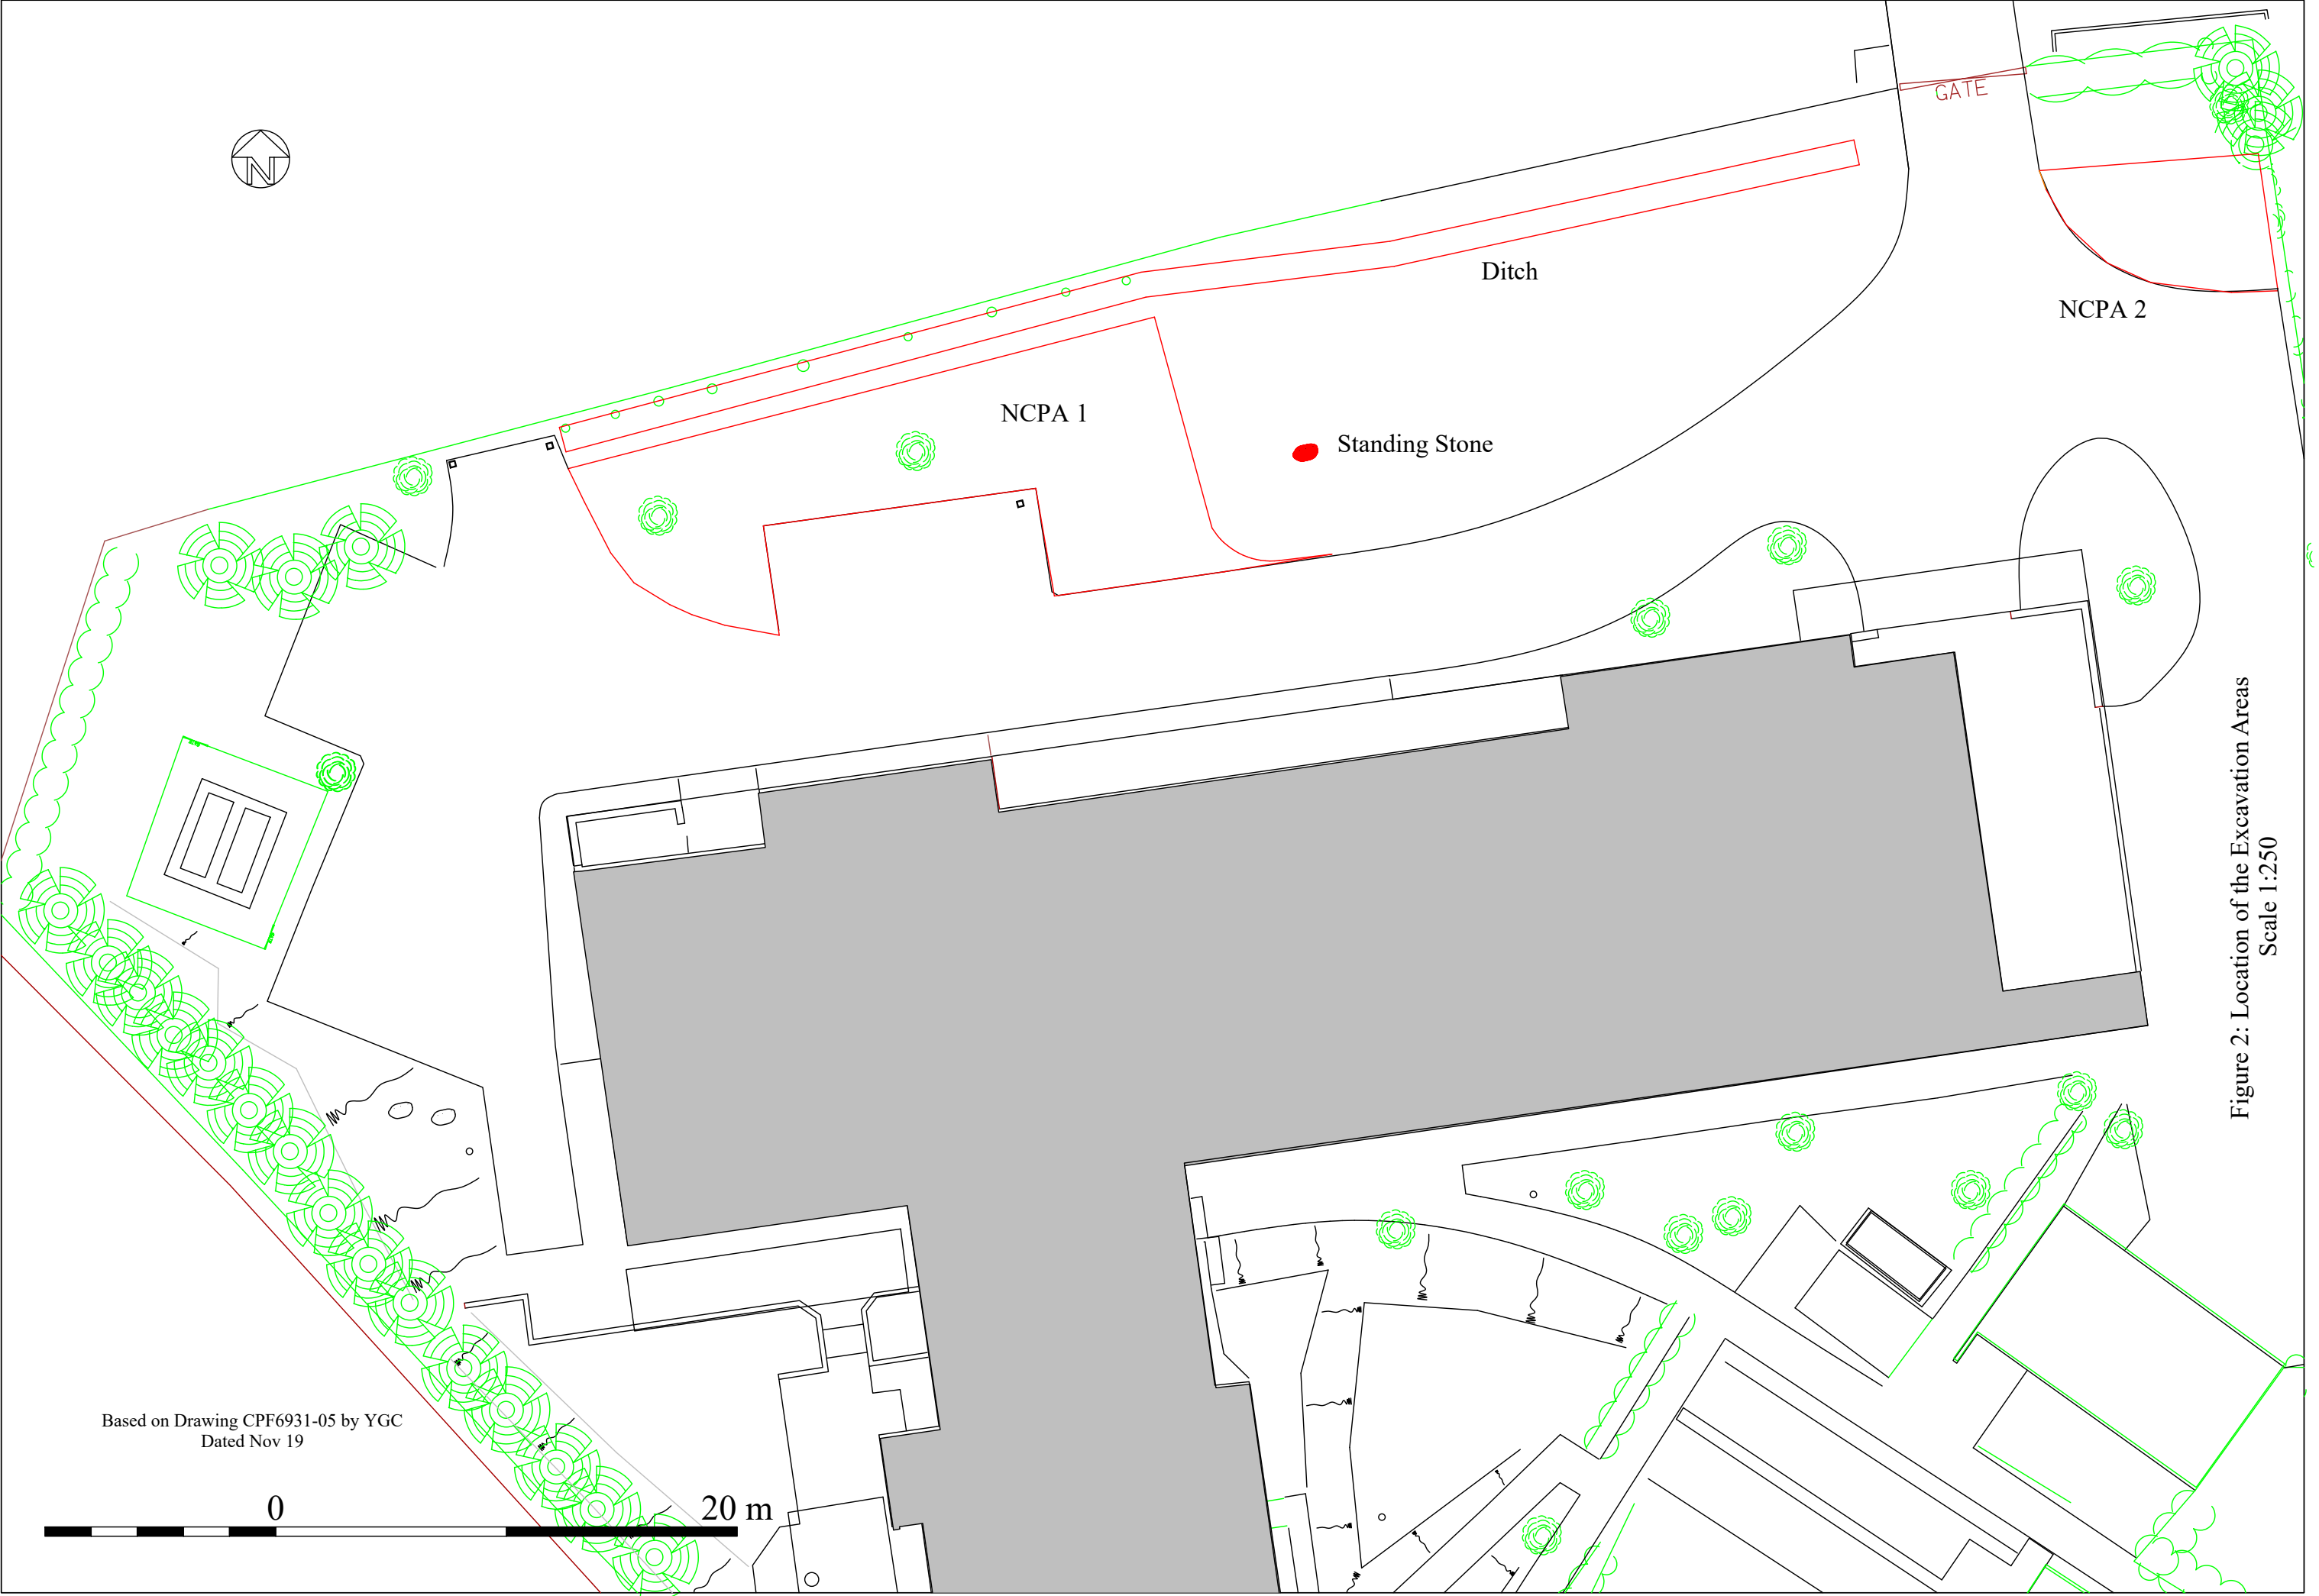 GATE
N
Ditch
NCPA 2
NCPA 1
Standing Stone
Figure 2: Location of the Excavation Areas
Scale 1:250
Based on Drawing CPF6931-05 by YGC
Dated Nov 19
0
20 m